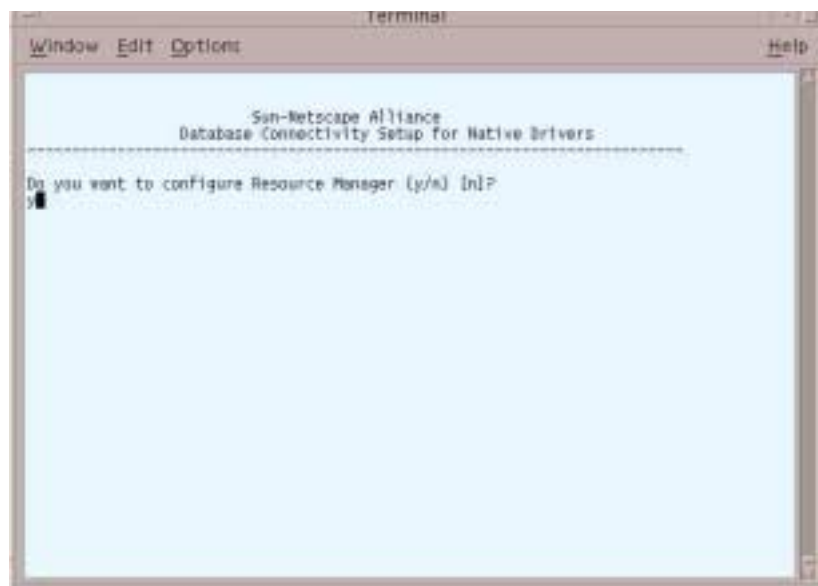 Terminal
Window Edit Options Help
Sun-Netscape Alliance
Database Connectivity Setup for Native Drivers
--------------------------------------------------------------------------
Do you want to configure Resource Manager (y/n) [n]?
y